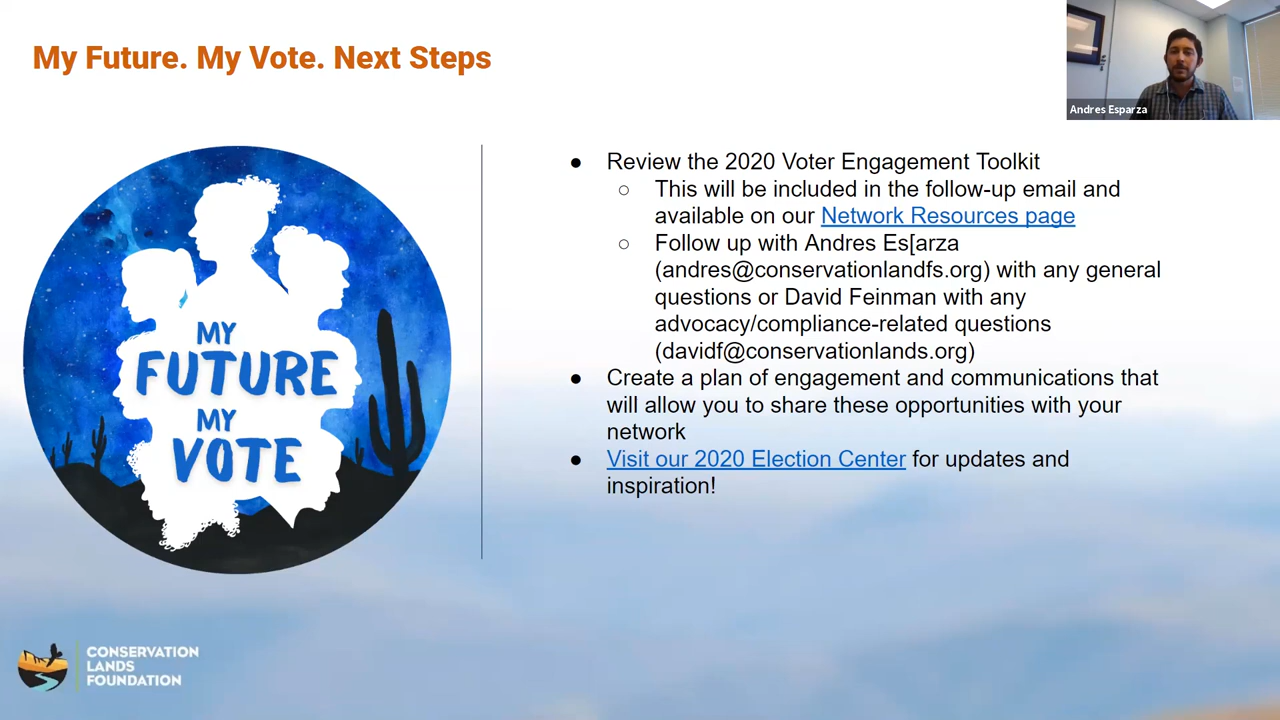 My Future. My Vote. Next Steps
Andres Esparza
MY
FUTURE
MY
VOTE
● Review the 2020 Voter Engagement Toolkit
○ This will be included in the follow-up email and
available on our Network Resources page
○ Follow up with Andres Es[arza
(andres@conservationlandfs.org) with any general
questions or David Feinman with any
advocacy/compliance-related questions
(davidf@conservationlands.org)
● Create a plan of engagement and communications that
will allow you to share these opportunities with your
network
● Visit our 2020 Election Center for updates and
inspiration!
CONSERVATION
LANDS
FOUNDATION